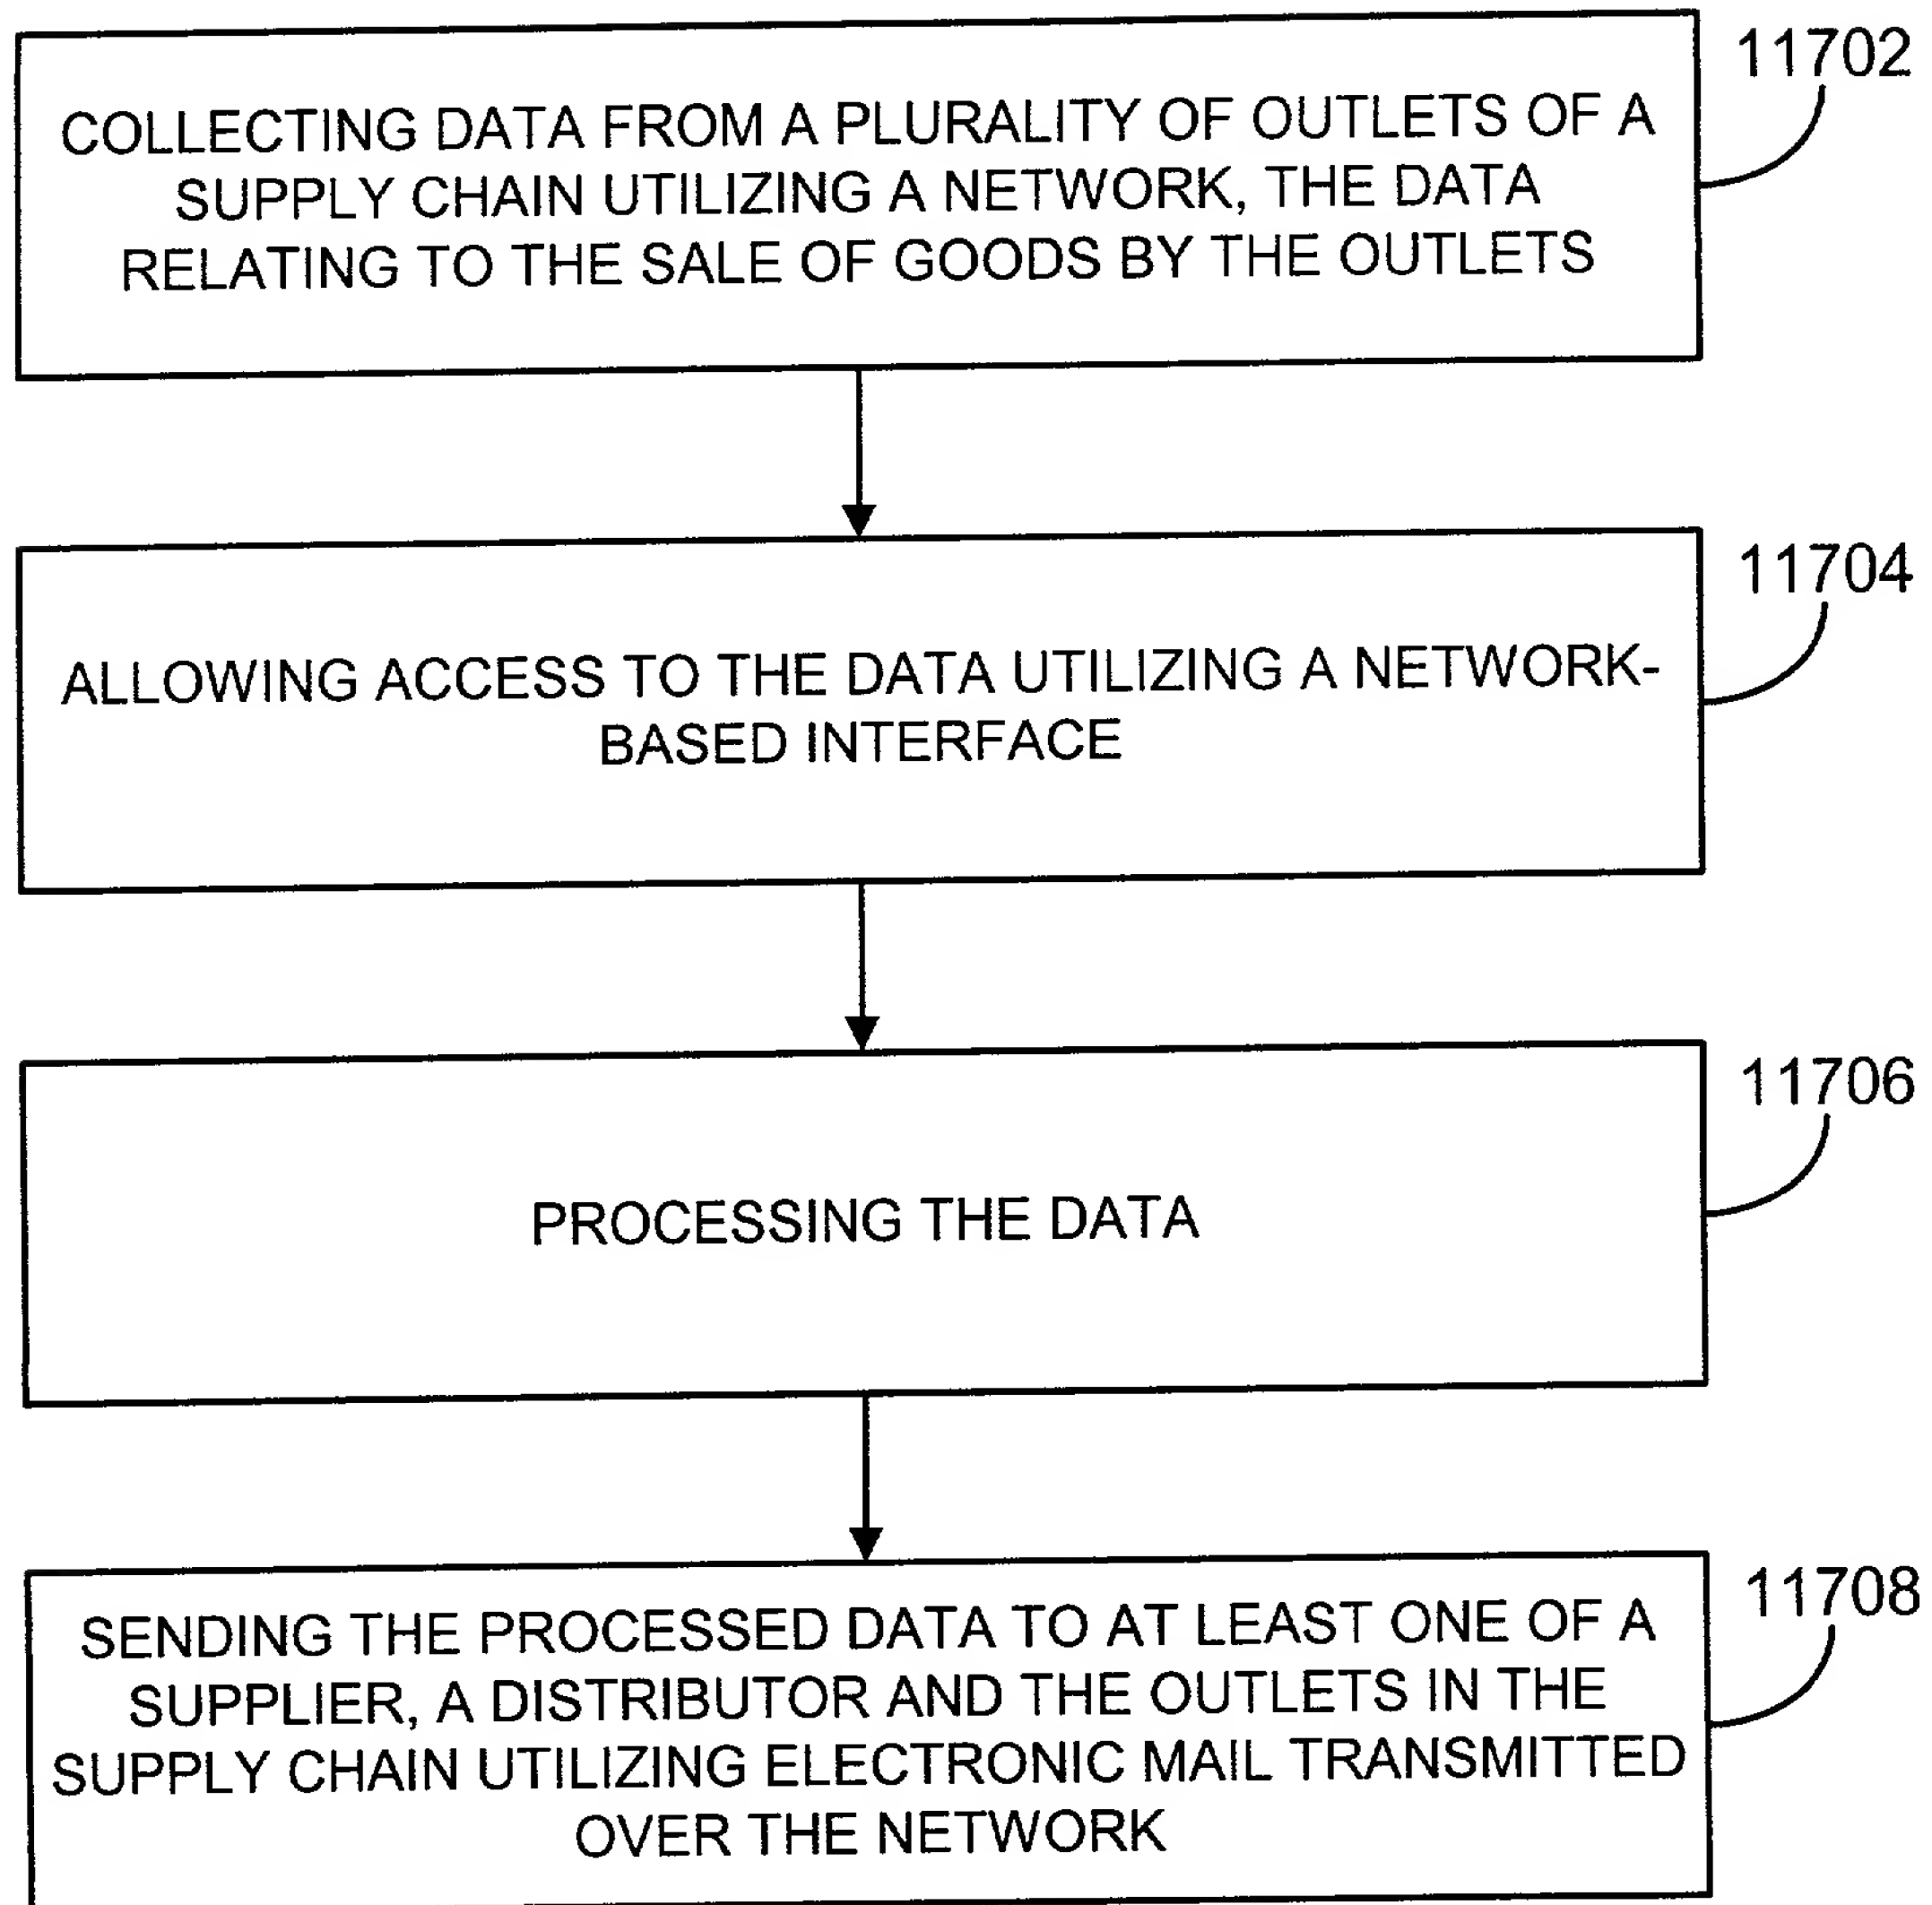 11702
COLLECTING DATA FROM A PLURALITY OF OUTLETS OF A
SUPPLY CHAIN UTILIZING A NETWORK, THE DATA
RELATING TO THE SALE OF GOODS BY THE OUTLETS
11704
ALLOWING ACCESS TO THE DATA UTILIZING A NETWORK-
BASED INTERFACE
11706
PROCESSING THE DATA
11708
SENDING THE PROCESSED DATA TO AT LEAST ONE OF A
SUPPLIER, A DISTRIBUTOR AND THE OUTLETS IN THE
SUPPLY CHAIN UTILIZING ELECTRONIC MAIL TRANSMITTED
OVER THE NETWORK